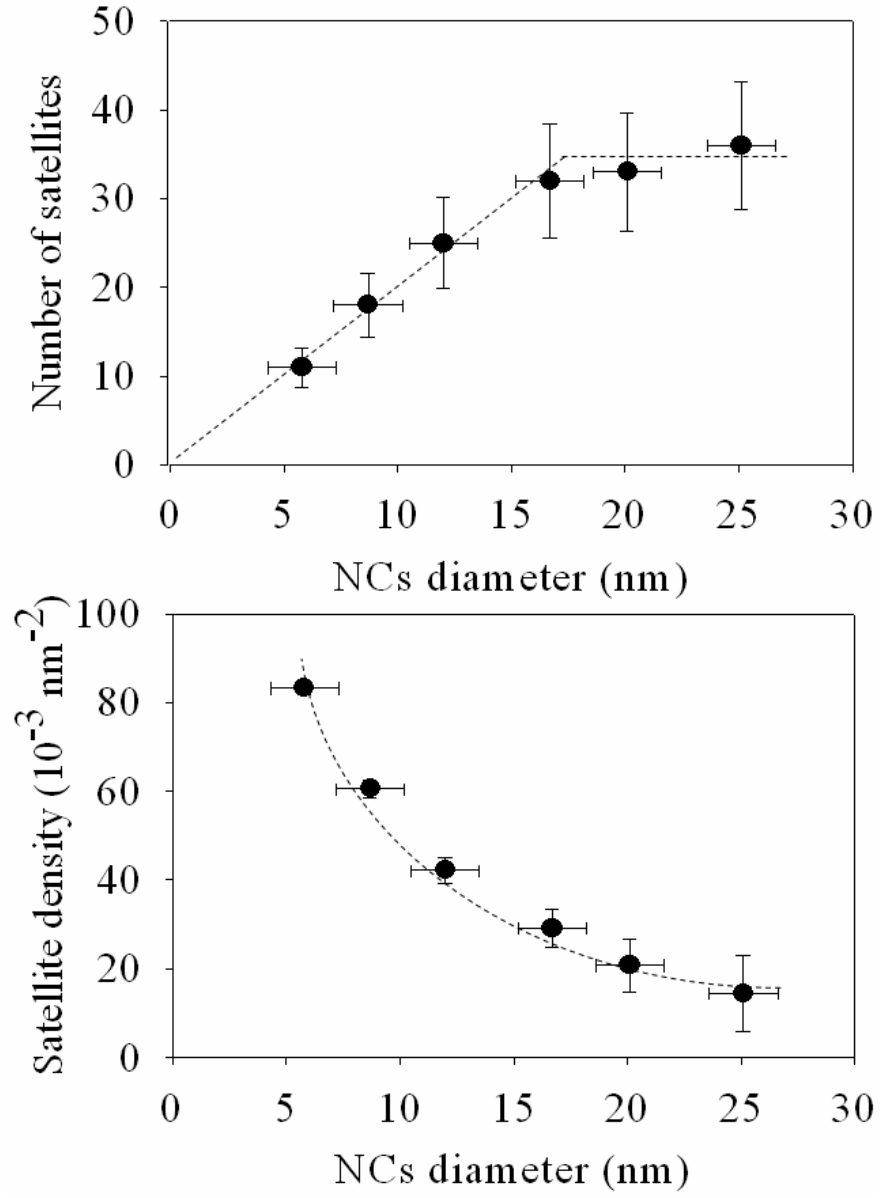 50
40
30
20
10
0
Number of satellites
0 5 10 15 20 25 30
NCs diameter (nm)
100
80
60
40
20
0
Satellite density (10⁻³ nm⁻²)
0 5 10 15 20 25 30
NCs diameter (nm)